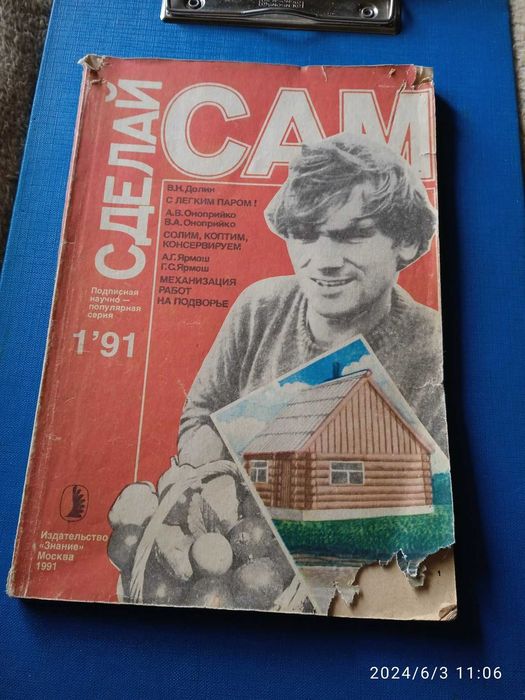 СДЕЛАЙ
САМ
В.Н.Долин
С ЛЕГКИМ ПАРОМ!
А.В.Оноприйко
В.А.Оноприйко
СОЛИМ, КОПТИМ,
КОНСЕРВИРУЕМ
А.Г.Ярмош
Г.С.Ярмош
МЕХАНИЗАЦИЯ
РАБОТ
НА ПОДВОРЬЕ
Подписная
научно —
популярная
серия
1'91
Издательство
«Знание»
Москва
1991
1
2024/6/3 11:06